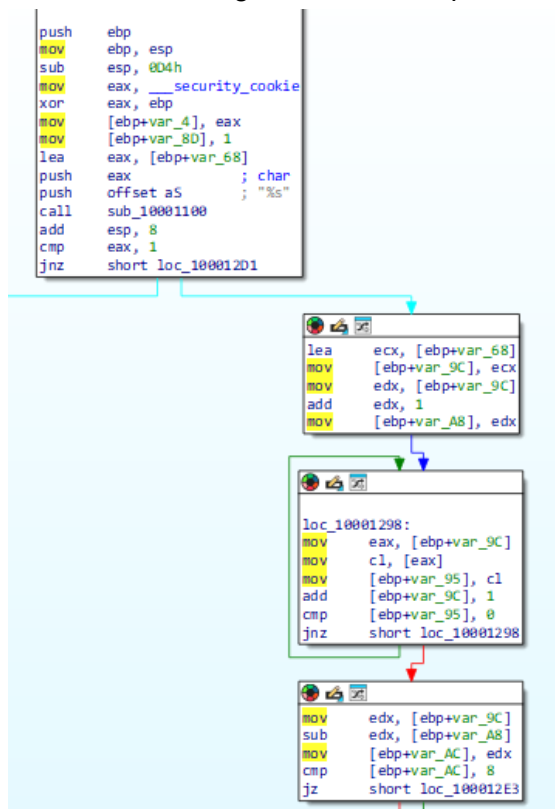 push ebp
mov ebp, esp
sub esp, 0D4h
mov eax, ___security_cookie
xor eax, ebp
mov [ebp+var_4], eax
mov [ebp+var_8D], 1
lea eax, [ebp+var_68]
push eax ; char
push offset aS ; "%s"
call sub_10001100
add esp, 8
cmp eax, 1
jnz short loc_100012D1
lea ecx, [ebp+var_68]
mov [ebp+var_9C], ecx
mov edx, [ebp+var_9C]
add edx, 1
mov [ebp+var_A8], edx
loc_10001298:
mov eax, [ebp+var_9C]
mov cl, [eax]
mov [ebp+var_95], cl
add [ebp+var_9C], 1
cmp [ebp+var_95], 0
jnz short loc_10001298
mov edx, [ebp+var_9C]
sub edx, [ebp+var_A8]
mov [ebp+var_AC], edx
cmp [ebp+var_AC], 8
jz short loc_100012E3